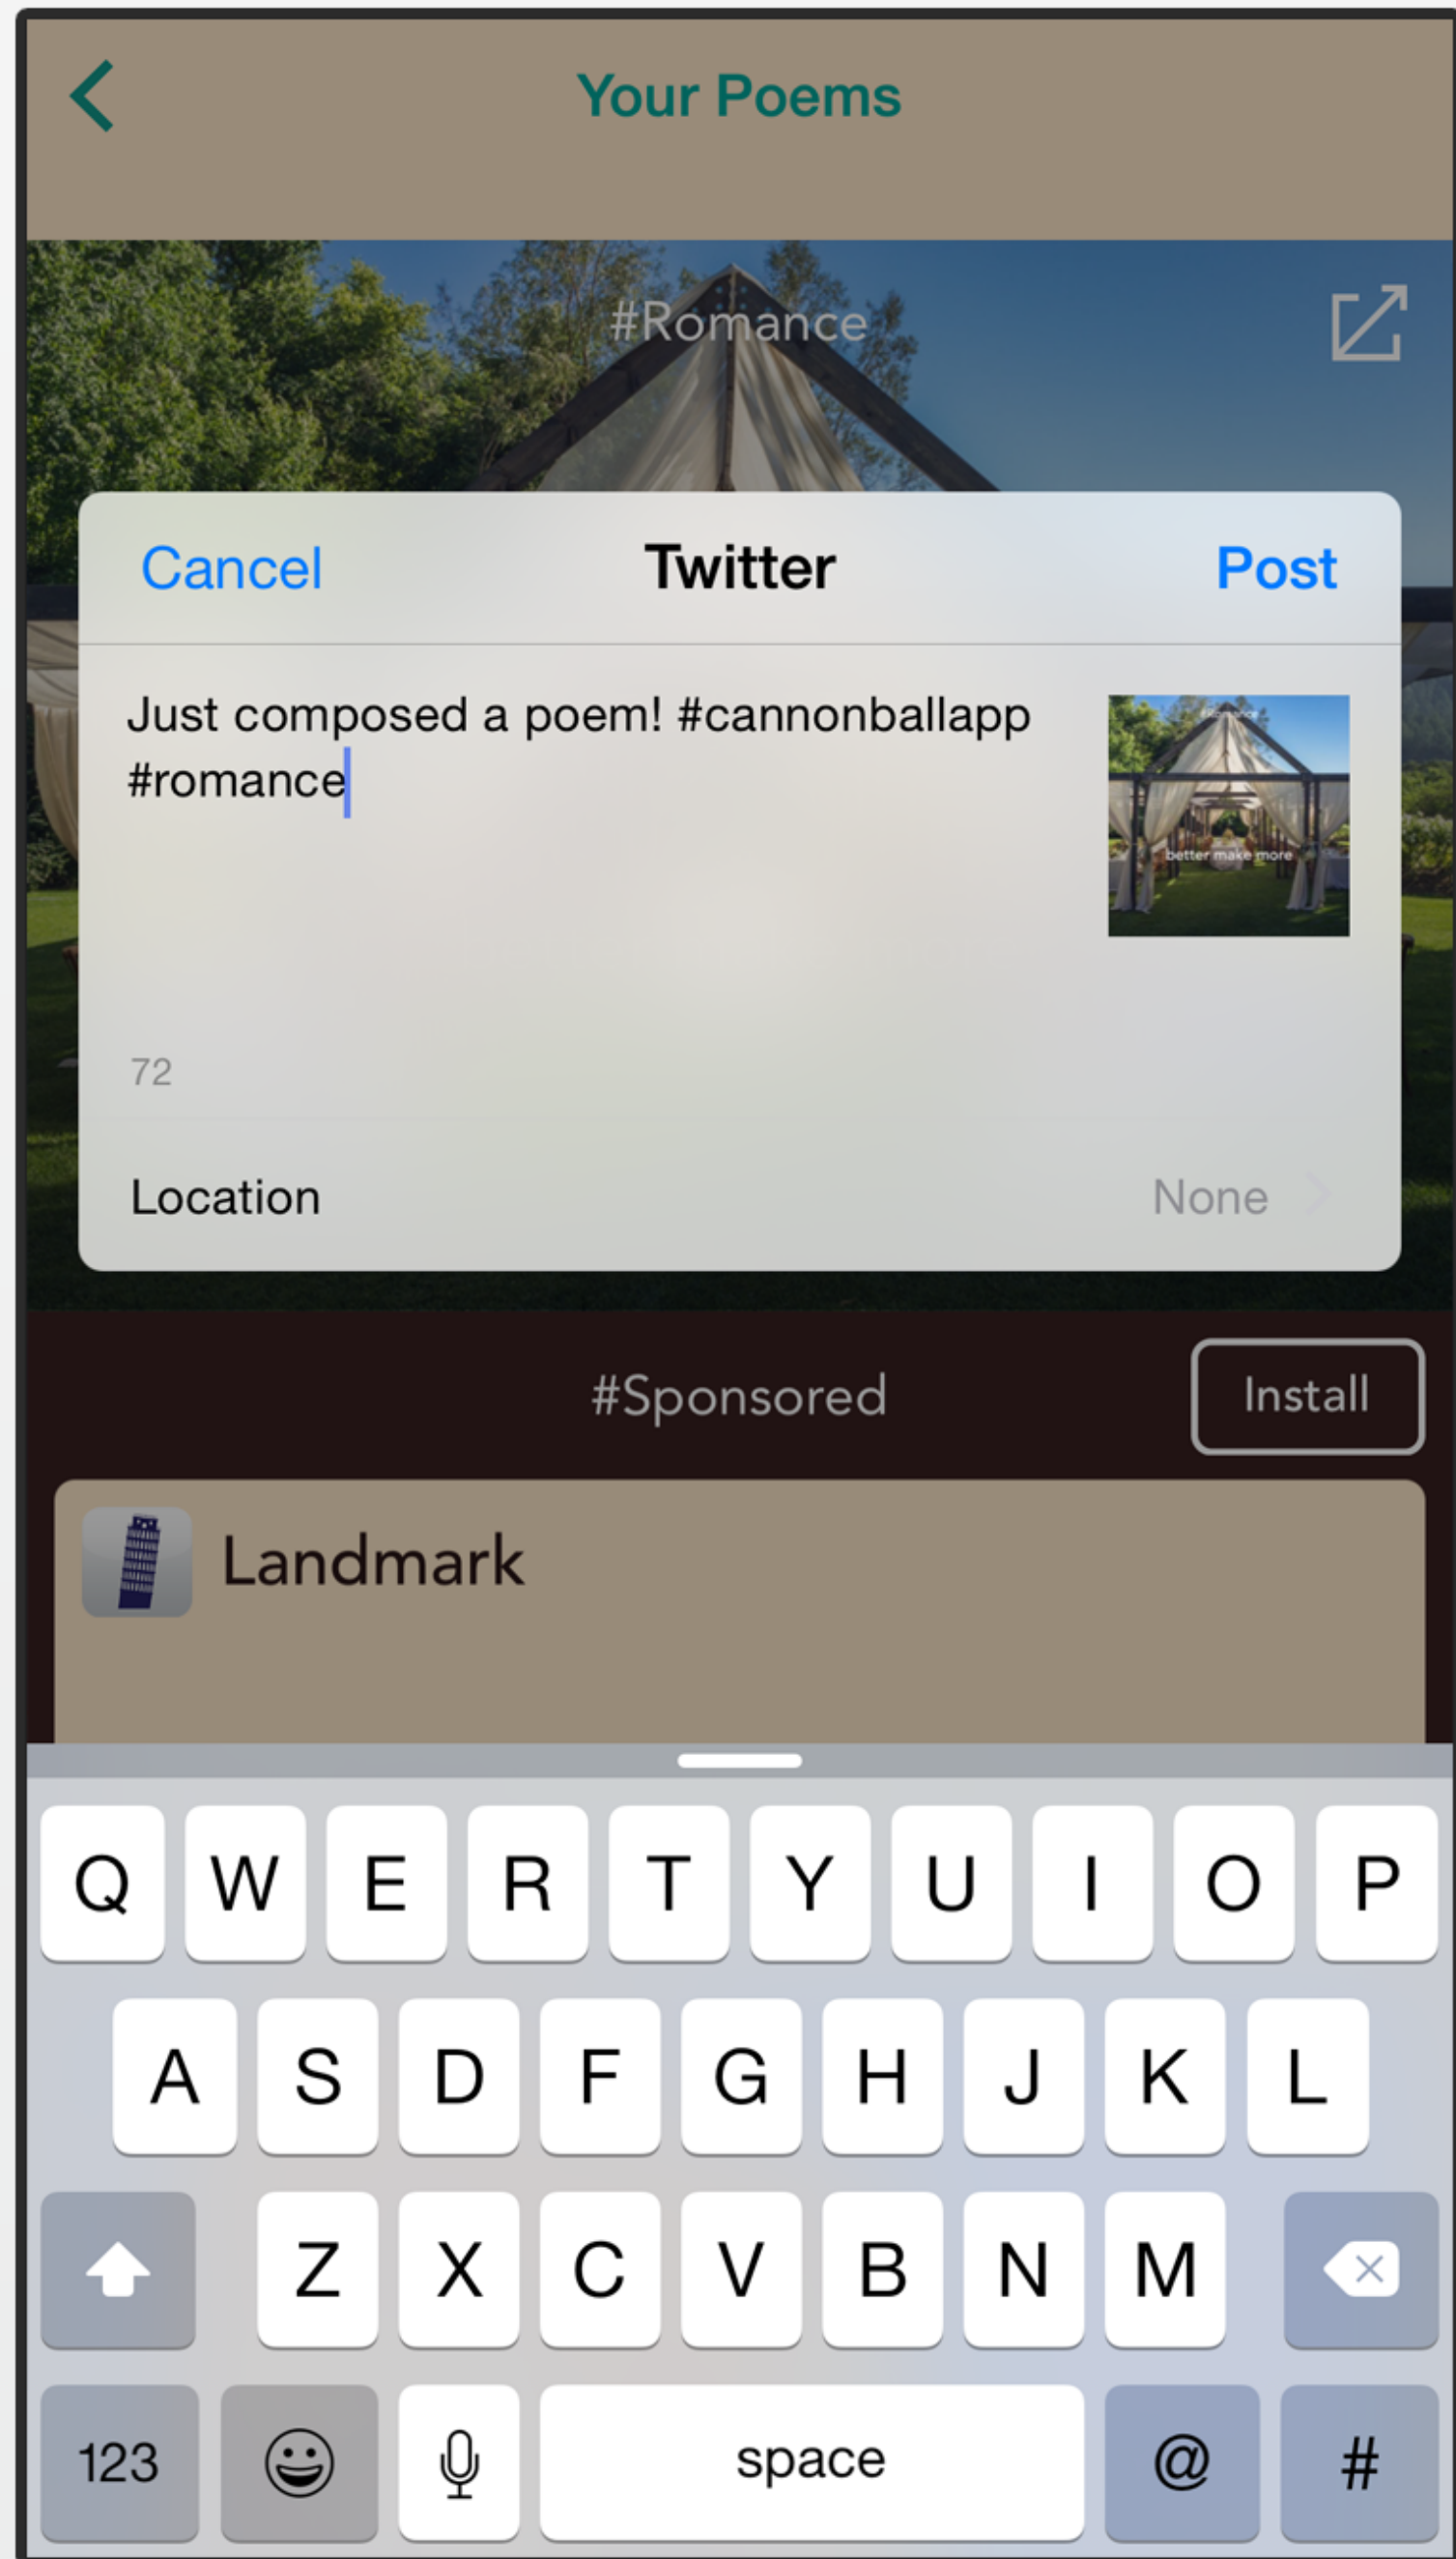 Your Poems
#Romance
Cancel Twitter Post
Just composed a poem! #cannonballapp
#romance
#Romance
better make more
72
Location None
#Sponsored Install
Landmark
Q W E R T Y U I O P
A S D F G H J K L
Z X C V B N M
123 space @ #